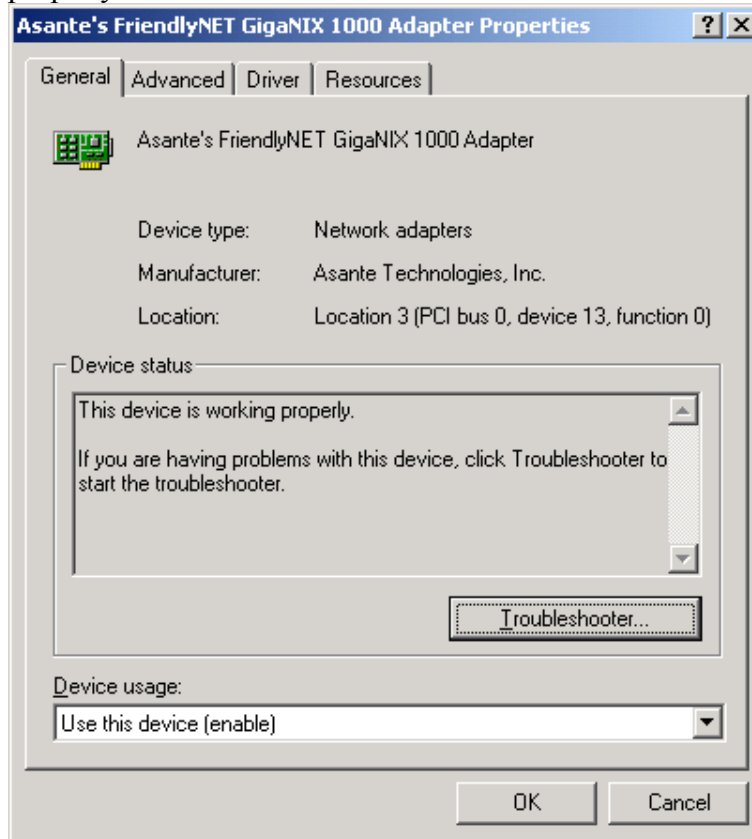 Asante's FriendlyNET GigaNIX 1000 Adapter Properties ? X
General Advanced Driver Resources
Asante's FriendlyNET GigaNIX 1000 Adapter
Device type: Network adapters
Manufacturer: Asante Technologies, Inc.
Location: Location 3 (PCI bus 0, device 13, function 0)
Device status
This device is working properly.
If you are having problems with this device, click Troubleshooter to
start the troubleshooter.
Troubleshooter...
Device usage:
Use this device (enable)
OK Cancel